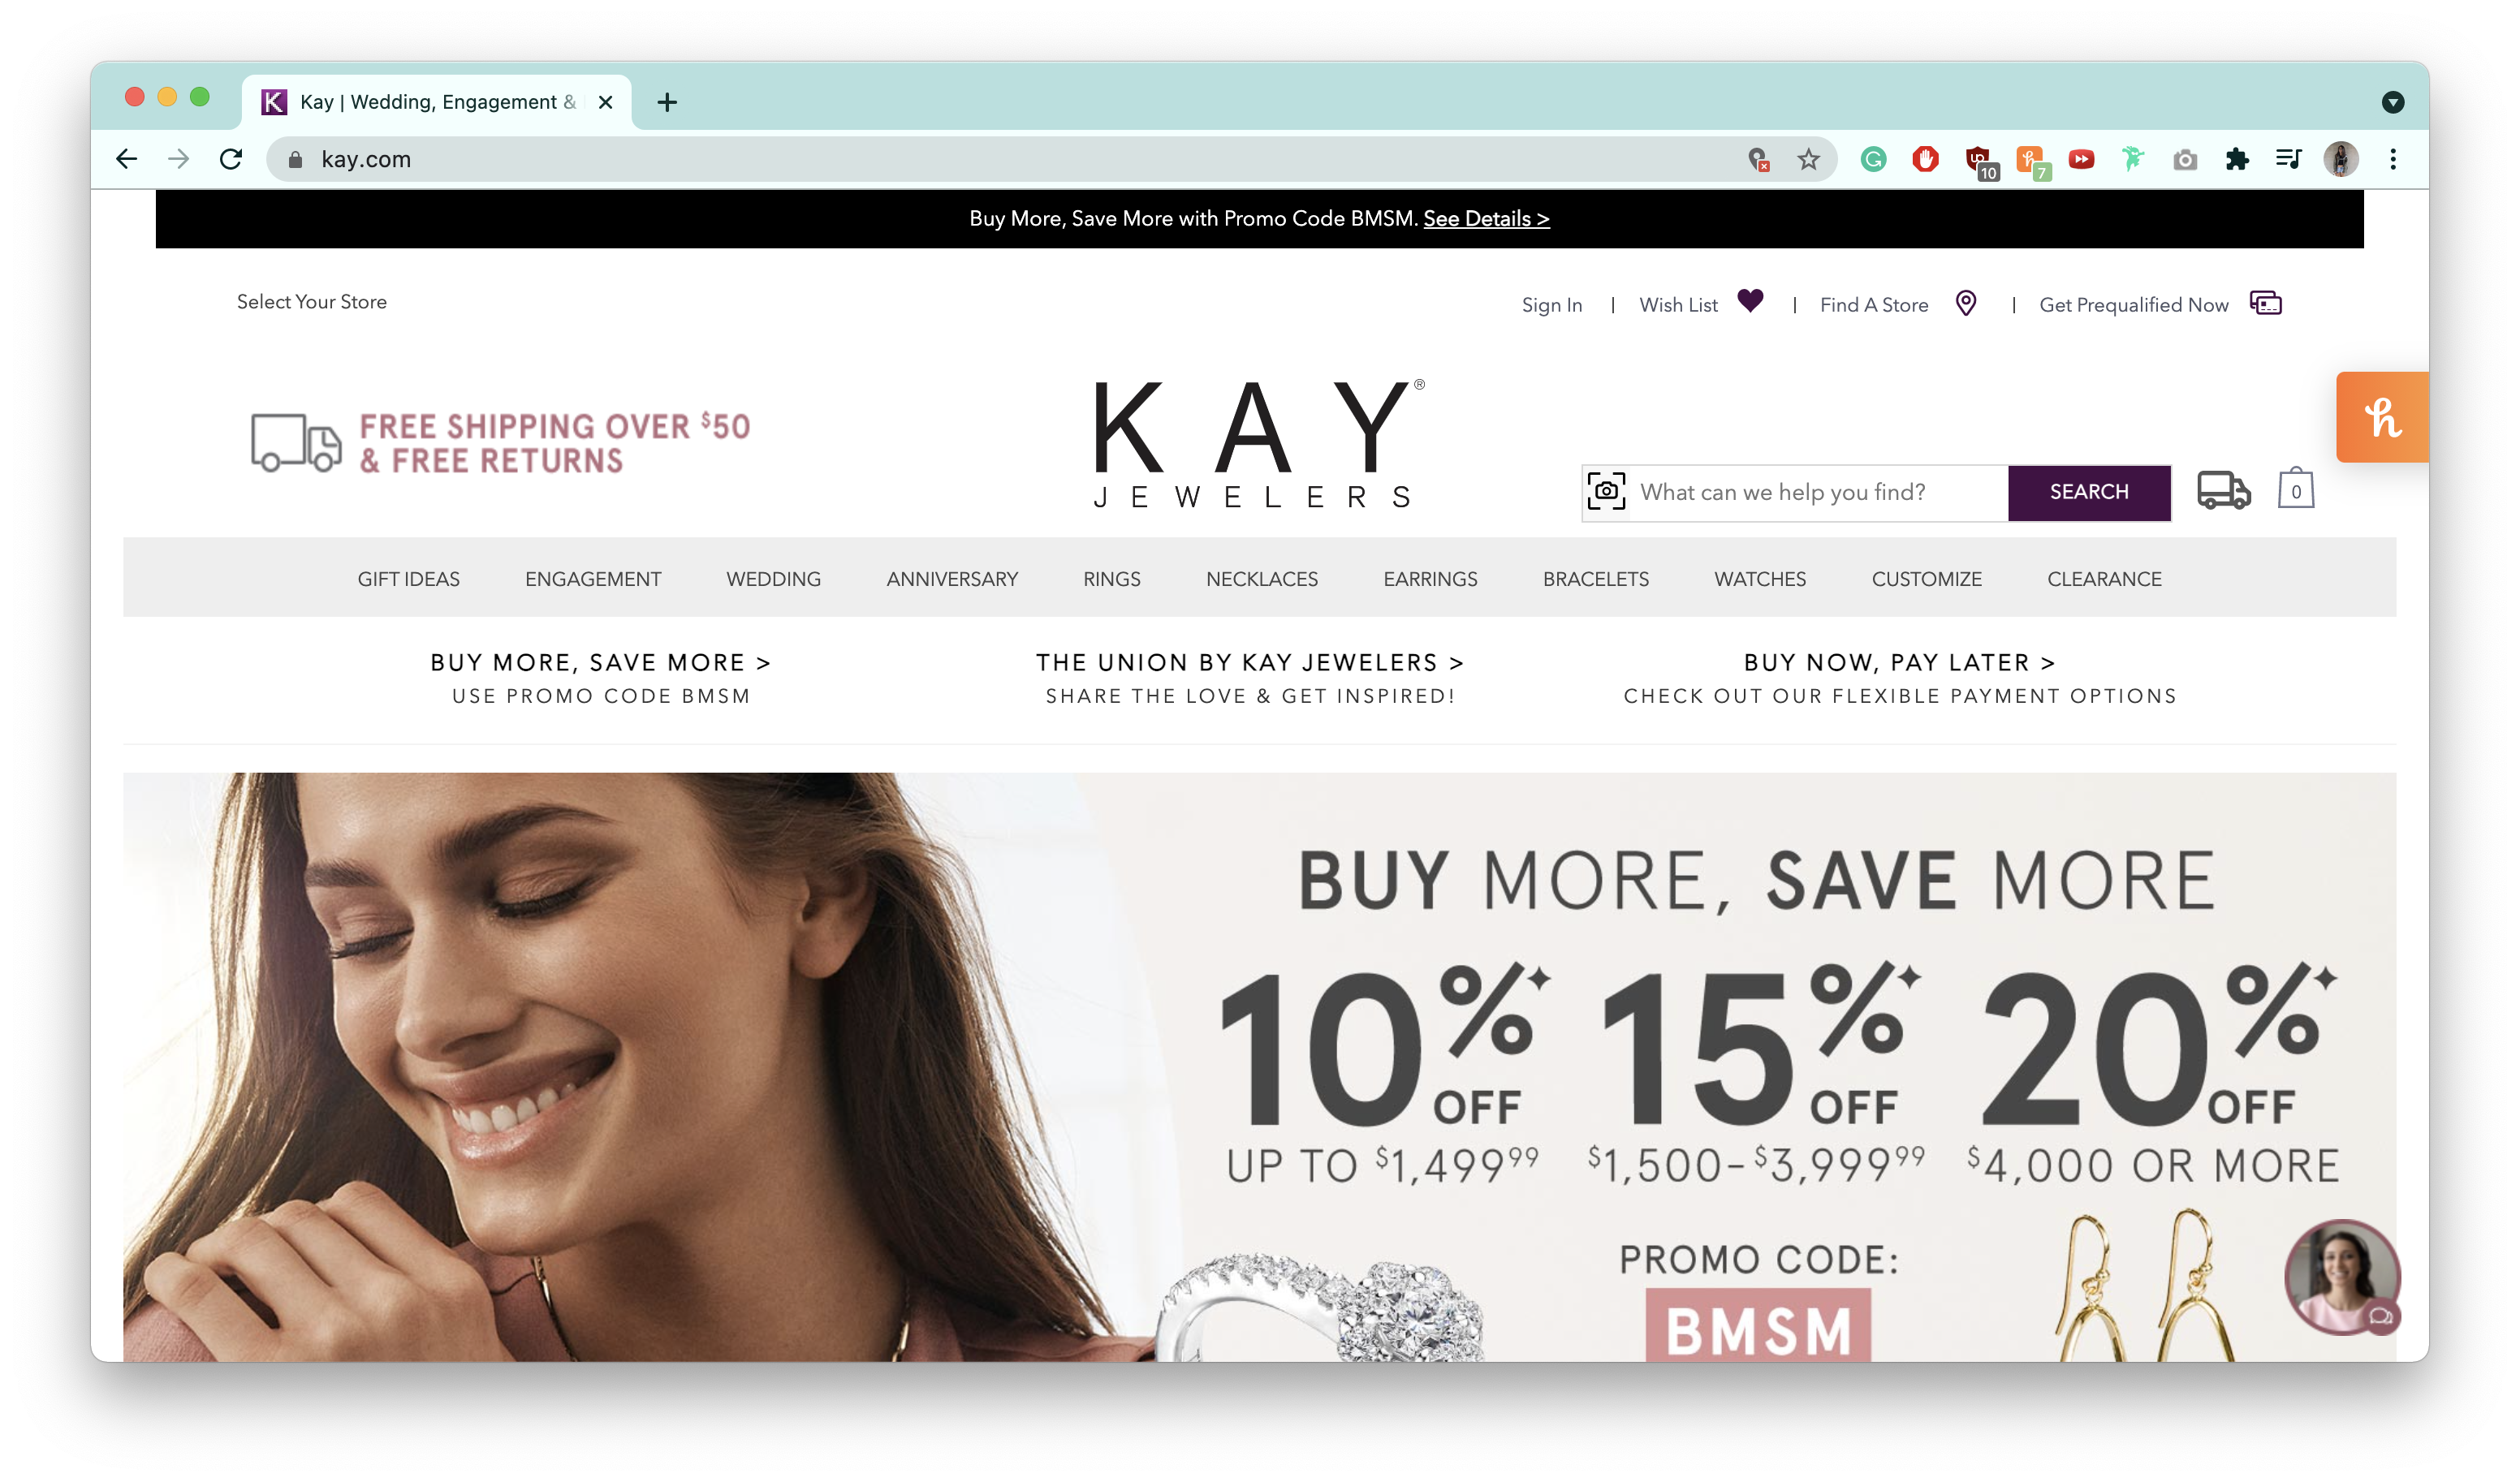 Kay | Wedding, Engagement &
kay.com
10
7
Buy More, Save More with Promo Code BMSM. See Details >
Select Your Store
Sign In | Wish List | Find A Store | Get Prequalified Now
FREE SHIPPING OVER $50
& FREE RETURNS
KAY®
JEWELERS
What can we help you find?
SEARCH
0
GIFT IDEAS ENGAGEMENT WEDDING ANNIVERSARY RINGS NECKLACES EARRINGS BRACELETS WATCHES CUSTOMIZE CLEARANCE
BUY MORE, SAVE MORE >
USE PROMO CODE BMSM
THE UNION BY KAY JEWELERS >
SHARE THE LOVE & GET INSPIRED!
BUY NOW, PAY LATER >
CHECK OUT OUR FLEXIBLE PAYMENT OPTIONS
h
BUY MORE, SAVE MORE
10% OFF
UP TO $1,499⁹⁹
15% OFF
$1,500–$3,999⁹⁹
20% OFF
$4,000 OR MORE
PROMO CODE:
BMSM